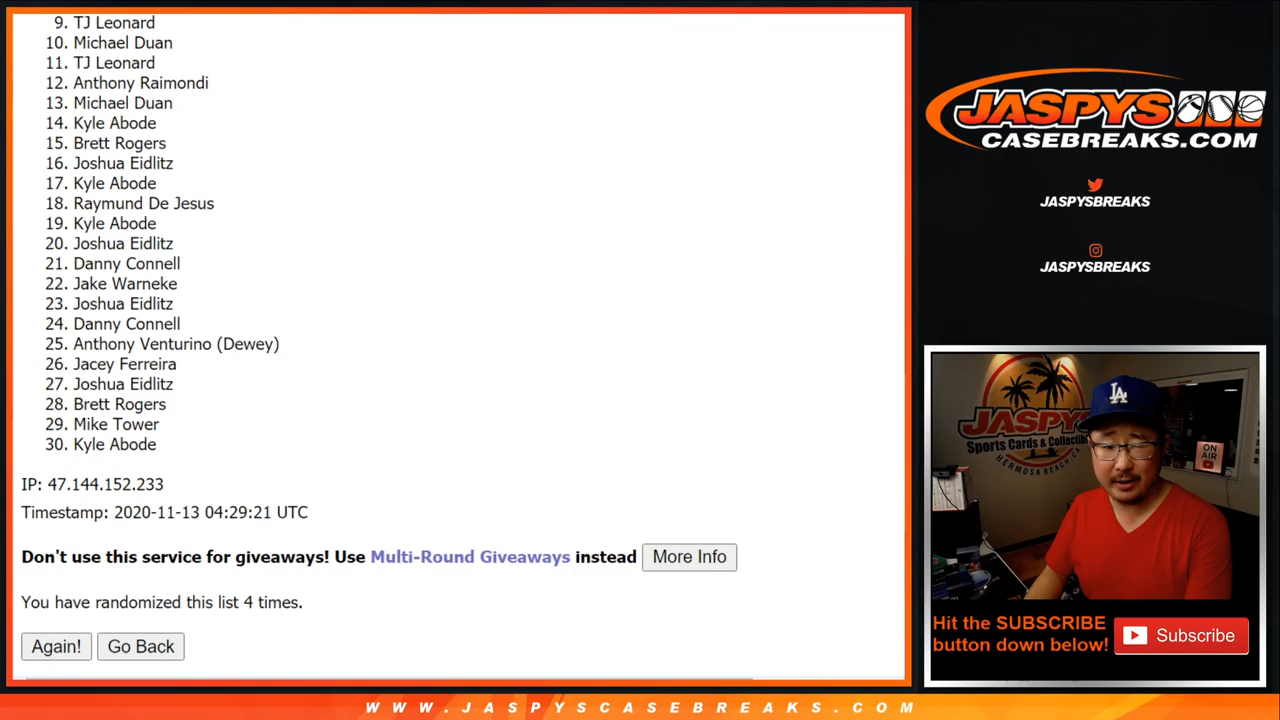 9. TJ Leonard
10. Michael Duan
11. TJ Leonard
12. Anthony Raimondi
13. Michael Duan
14. Kyle Abode
15. Brett Rogers
16. Joshua Eidlitz
17. Kyle Abode
18. Raymund De Jesus
19. Kyle Abode
20. Joshua Eidlitz
21. Danny Connell
22. Jake Warneke
23. Joshua Eidlitz
24. Danny Connell
25. Anthony Venturino (Dewey)
26. Jacey Ferreira
27. Joshua Eidlitz
28. Brett Rogers
29. Mike Tower
30. Kyle Abode
IP: 47.144.152.233
Timestamp: 2020-11-13 04:29:21 UTC
Don't use this service for giveaways! Use Multi-Round Giveaways instead More Info
You have randomized this list 4 times.
Again! Go Back
JASPYS
CASEBREAKS.COM
JASPYSBREAKS
JASPYSBREAKS
JASPYS
Sports Cards & Collectibl
HERMOSA BEACH, CA
ON
AIR
Hit the SUBSCRIBE
button down below!
Subscribe
WWW.JASPYSCASEBREAKS.COM